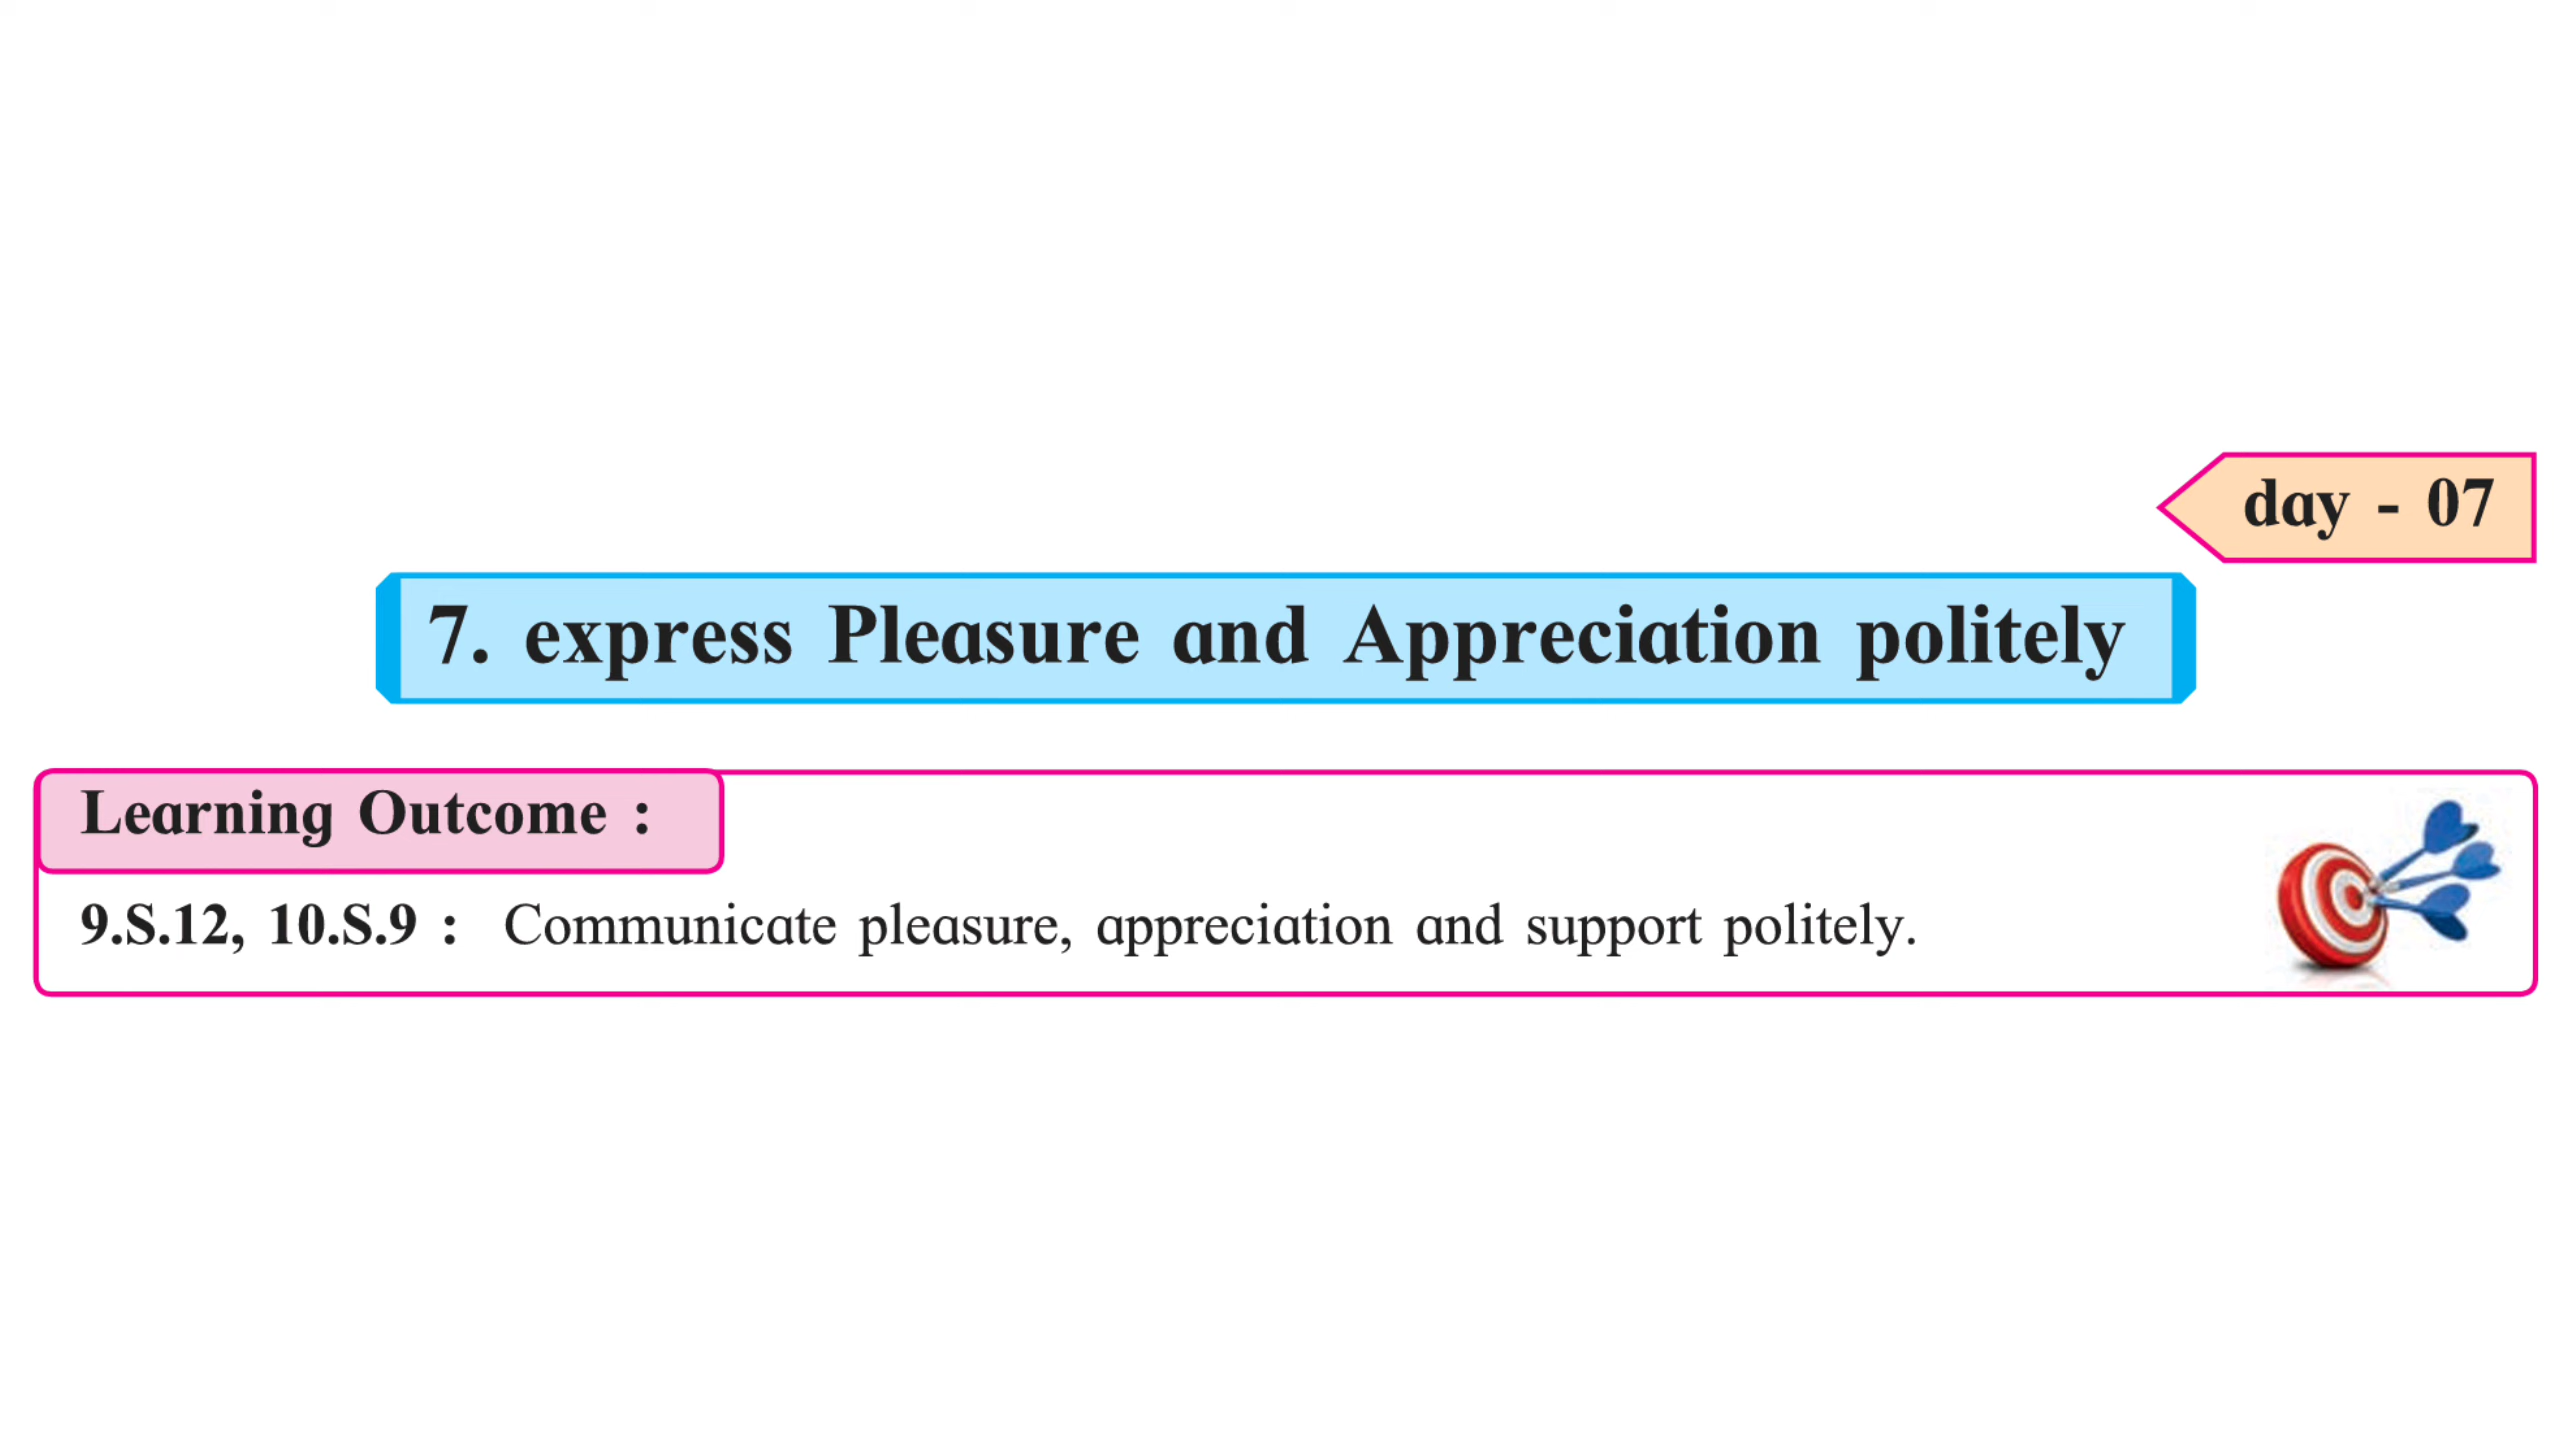 day - 07
7. express Pleasure and Appreciation politely
Learning Outcome :
9.S.12, 10.S.9 : Communicate pleasure, appreciation and support politely.